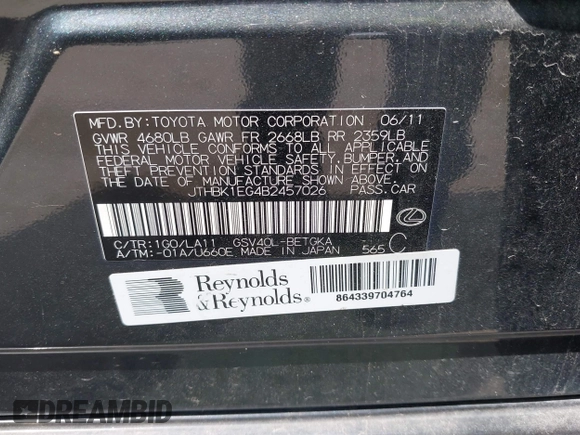 MFD.BY:TOYOTA MOTOR CORPORATION 06/11
GVWR 4680LB GAWR FR 2668LB RR 2359LB
THIS VEHICLE CONFORMS TO ALL APPLICABLE
FEDERAL MOTOR VEHICLE SAFETY, BUMPER, AND
THEFT PREVENTION STANDARDS IN EFFECT ON
THE DATE OF MANUFACTURE SHOWN ABOVE.
JTHBK1EG4B2457026 PASS.CAR
C/TR:1G0/LA11 GSV40L-BETGKA
A/TM:-01A/U660E MADE IN JAPAN 565 C
Reynolds
&Reynolds®
864339704764
DREAMBID